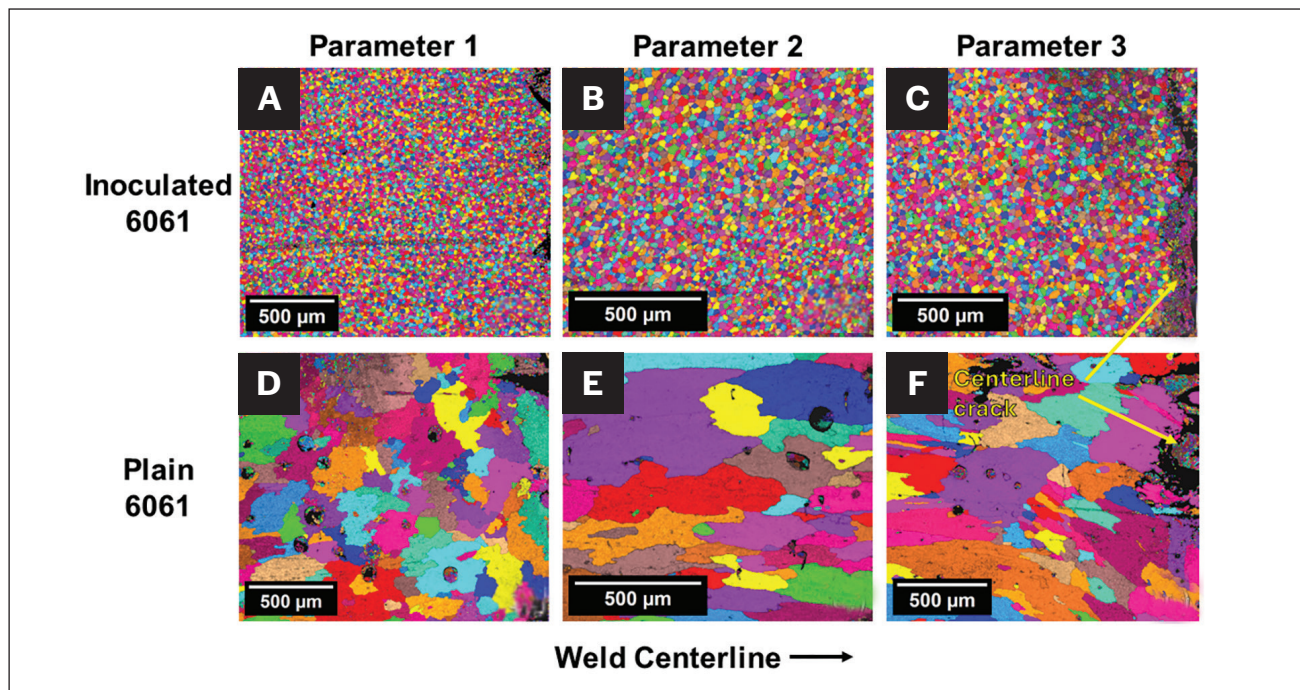 Parameter 1
Parameter 2
Parameter 3
Inoculated
6061
A
500 µm
B
500 µm
C
500 µm
Plain
6061
D
500 µm
E
500 µm
F
Centerline
crack
500 µm
Weld Centerline